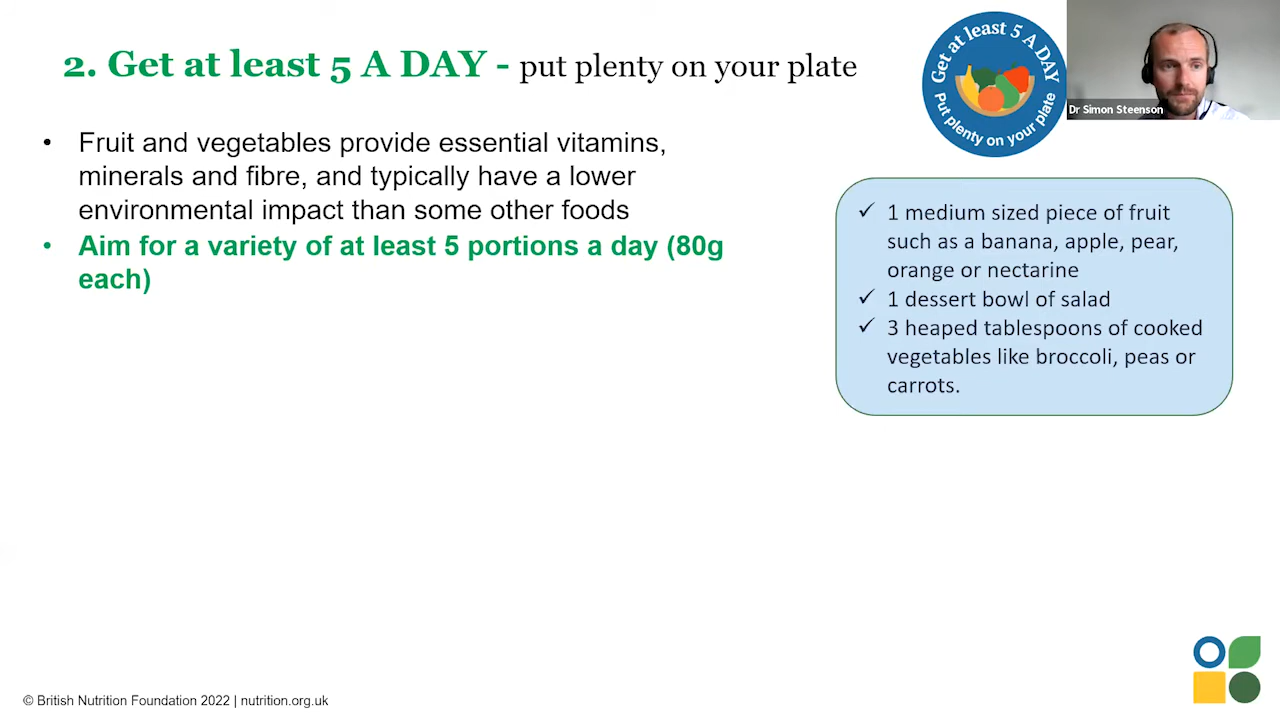 2. Get at least 5 A DAY - put plenty on your plate
Get at least 5 A DAY
Put plenty on your plate
Dr Simon Steenson
• Fruit and vegetables provide essential vitamins,
minerals and fibre, and typically have a lower
environmental impact than some other foods
• Aim for a variety of at least 5 portions a day (80g
each)
✓ 1 medium sized piece of fruit
such as a banana, apple, pear,
orange or nectarine
✓ 1 dessert bowl of salad
✓ 3 heaped tablespoons of cooked
vegetables like broccoli, peas or
carrots.
© British Nutrition Foundation 2022 | nutrition.org.uk